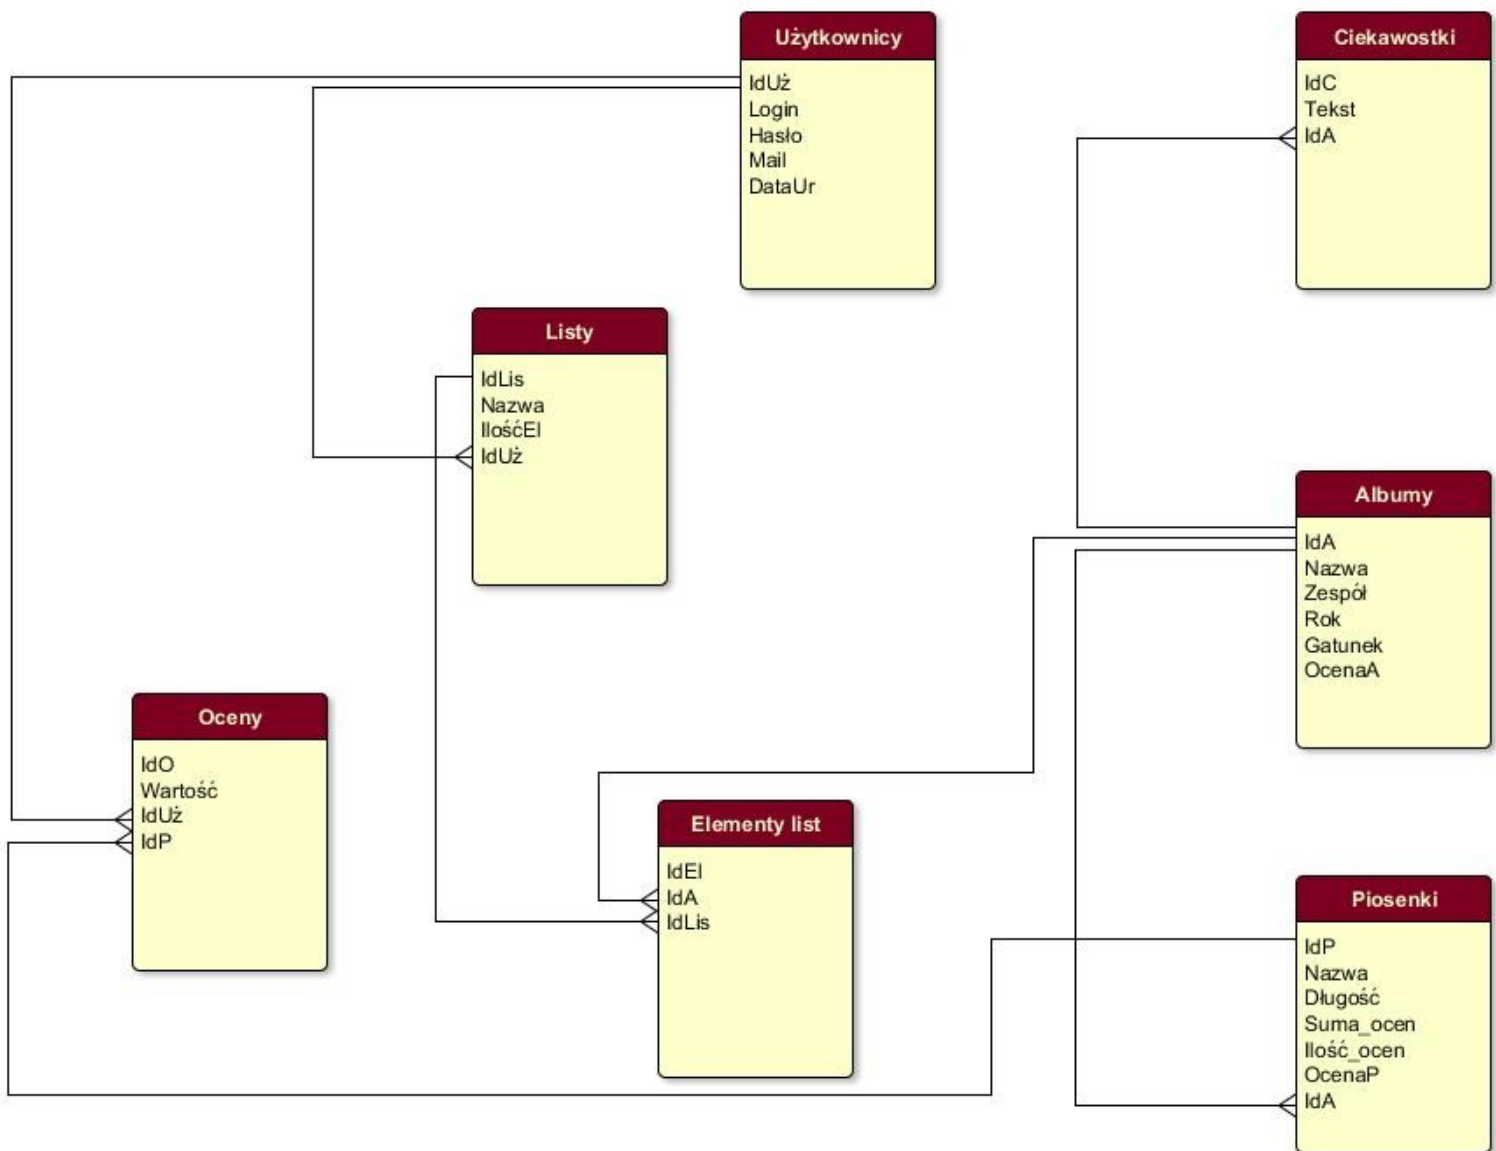 Użytkownicy
IdUż
Login
Hasło
Mail
DataUr
Ciekawostki
IdC
Tekst
IdA
Listy
IdLis
Nazwa
IlośćEl
IdUż
Albumy
IdA
Nazwa
Zespół
Rok
Gatunek
OcenaA
Oceny
IdO
Wartość
IdUż
IdP
Elementy list
IdEl
IdA
IdLis
Piosenki
IdP
Nazwa
Długość
Suma_ocen
Ilość_ocen
OcenaP
IdA